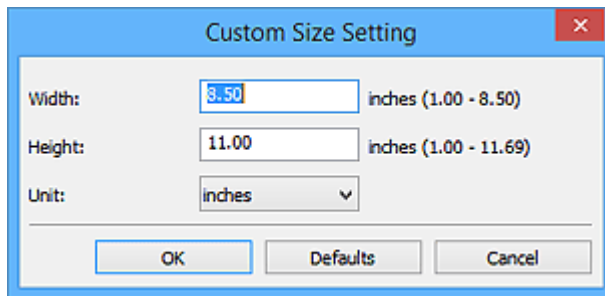 Custom Size Setting
Width: 8.50 inches (1.00 - 8.50)
Height: 11.00 inches (1.00 - 11.69)
Unit: inches
OK Defaults Cancel